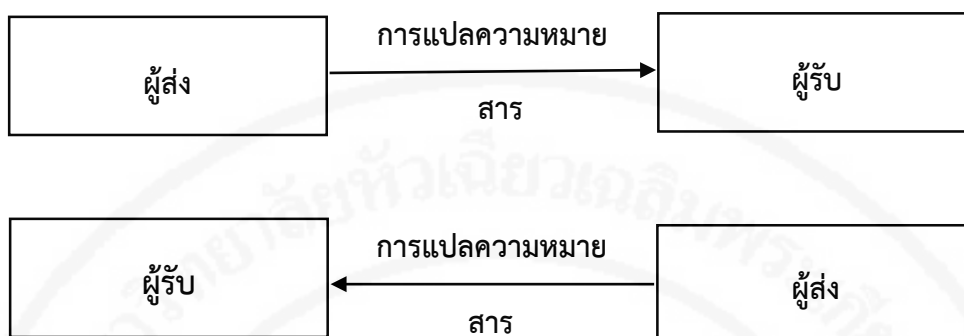 การแปลความหมาย
ผู้ส่ง
ผู้รับ
สาร
การแปลความหมาย
ผู้รับ
ผู้ส่ง
สาร